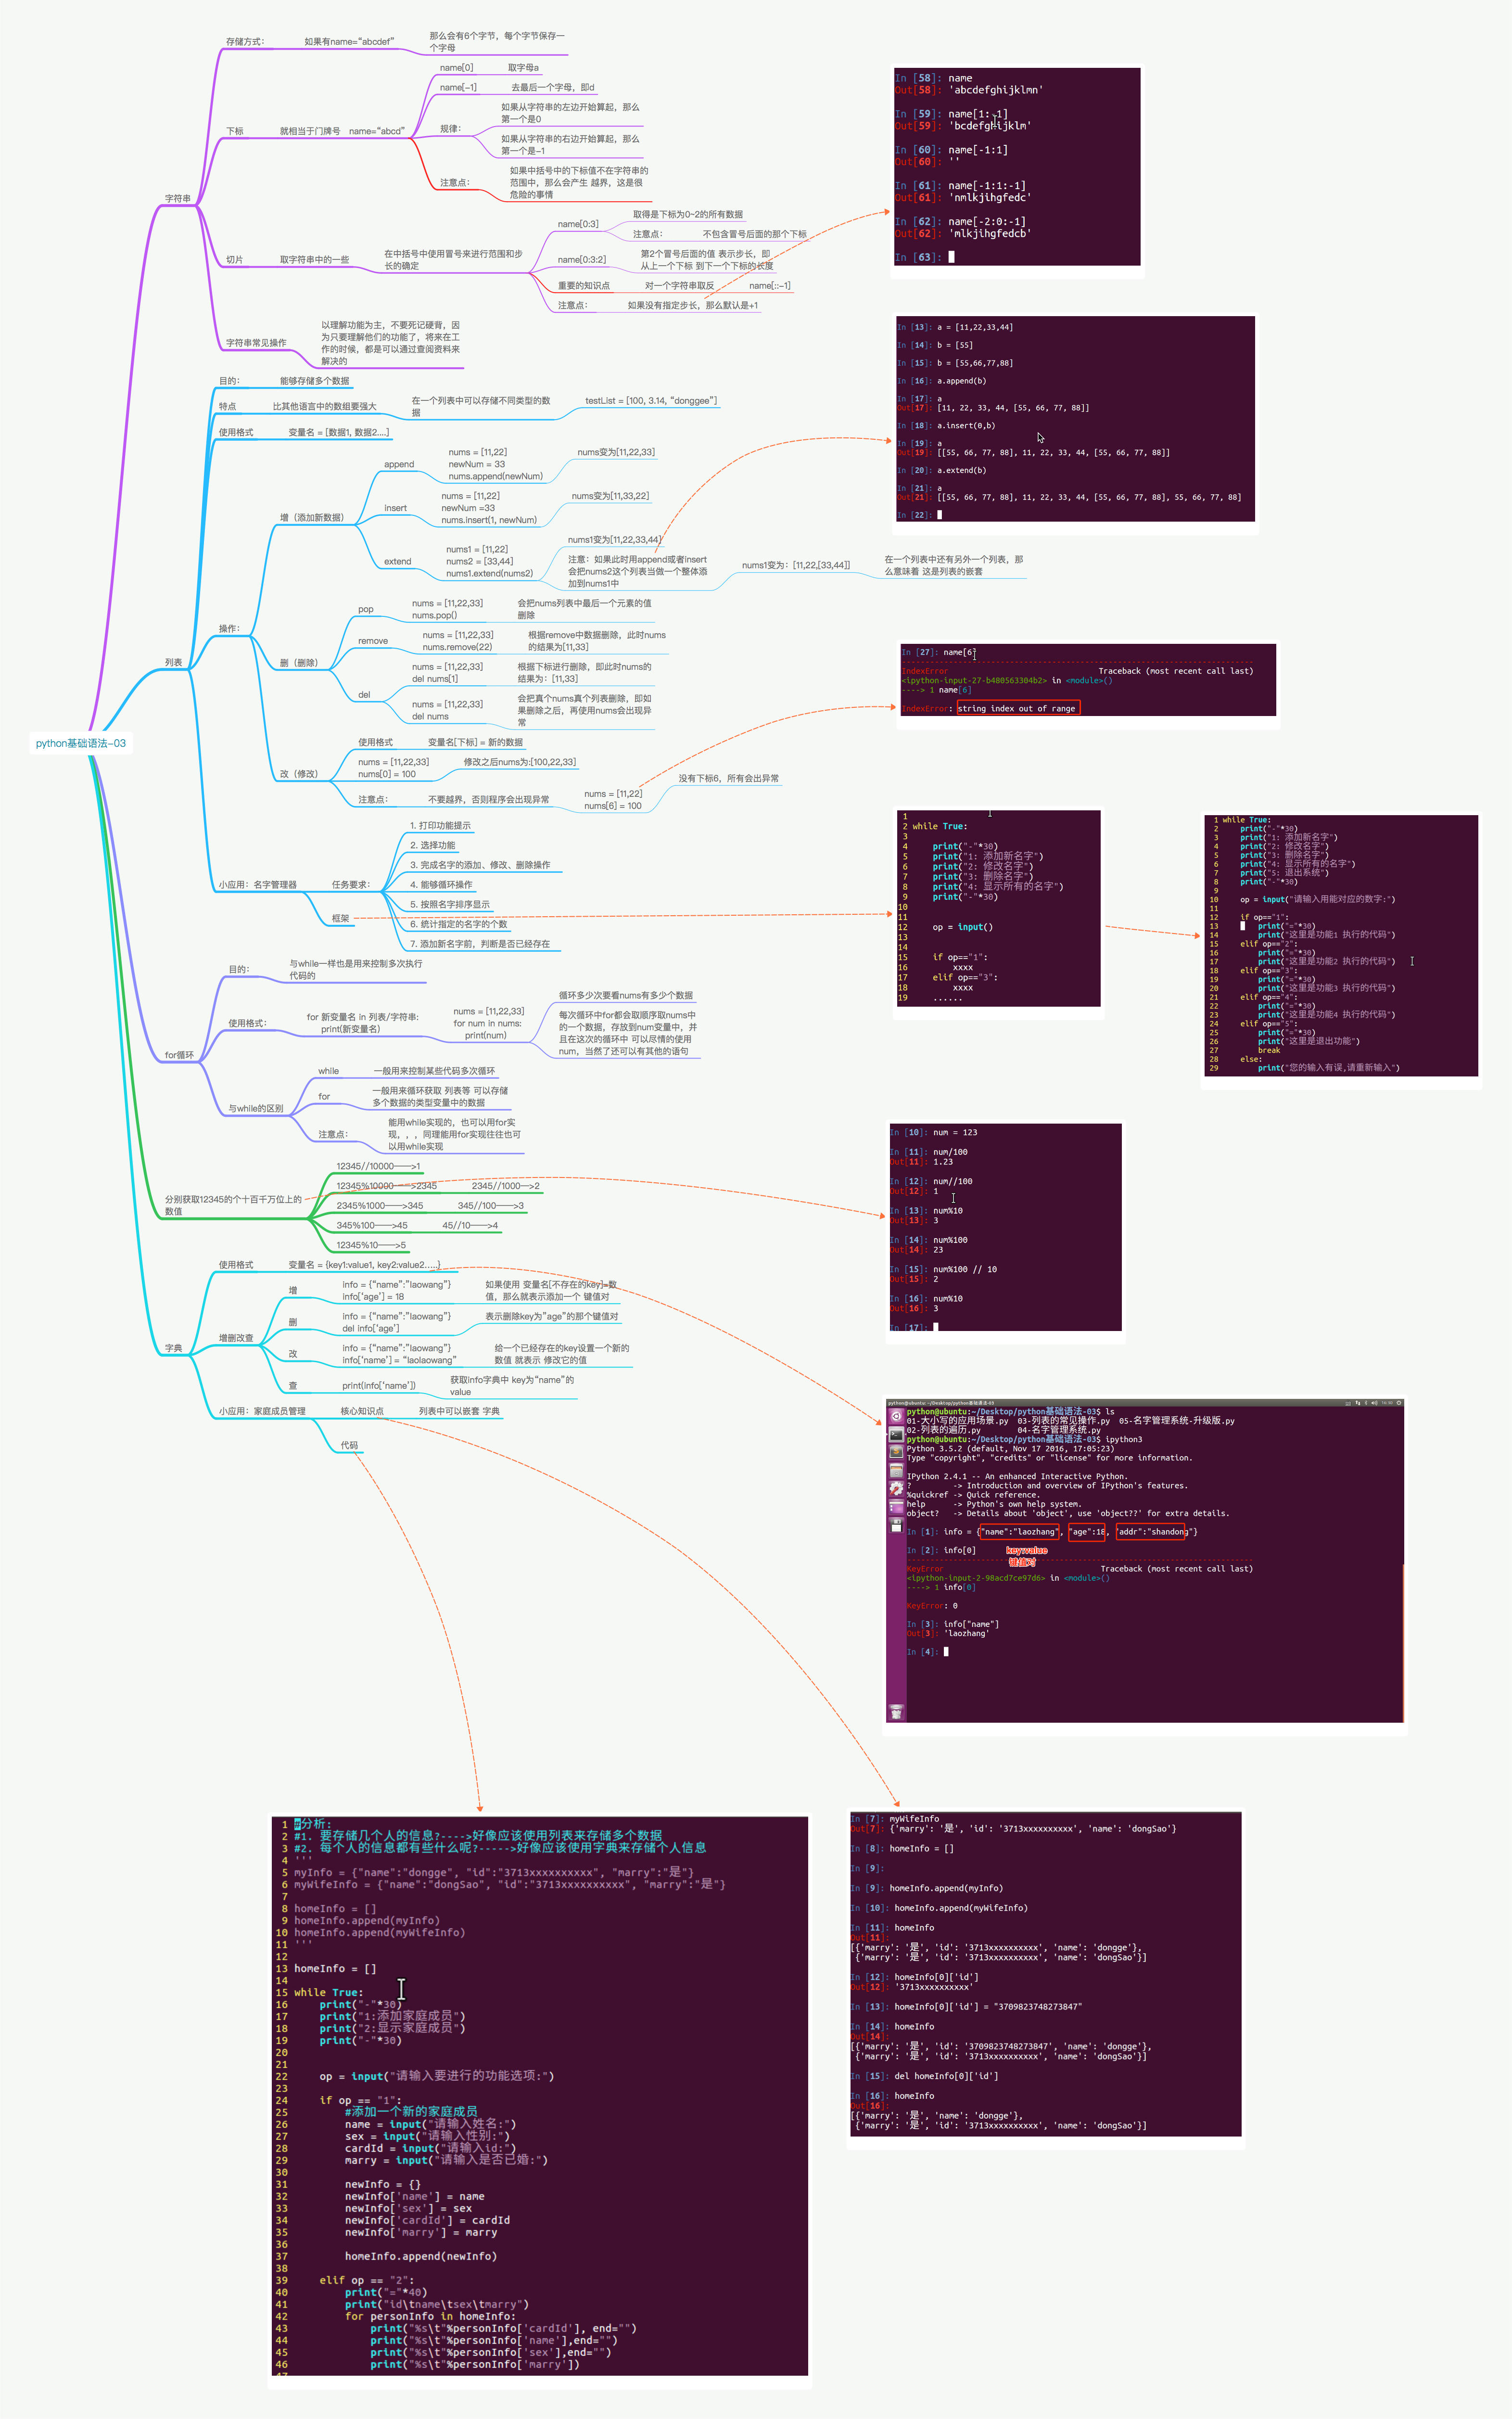 python基础语法-03
字符串
存储方式：
如果有name=“abcdef”
那么会有6个字节，每个字节保存一
个字母
下标
就相当于门牌号 name=“abcd”
name[0]
取字母a
name[-1]
去最后一个字母，即d
规律：
如果从字符串的左边开始算起，那么
第一个是0
如果从字符串的右边开始算起，那么
第一个是-1
注意点：
如果中括号中的下标值不在字符串的
范围中，那么会产生 越界，这是很
危险的事情
切片
取字符串中的一些
在中括号中使用冒号来进行范围和步
长的确定
name[0:3]
取得是下标为0~2的所有数据
注意点：
不包含冒号后面的那个下标
name[0:3:2]
第2个冒号后面的值 表示步长，即
从上一个下标 到下一个下标的长度
重要的知识点
对一个字符串取反
name[::-1]
注意点：
如果没有指定步长，那么默认是+1
字符串常见操作
以理解功能为主，不要死记硬背，因
为只要理解他们的功能了，将来在工
作的时候，都是可以通过查阅资料来
解决的
列表
目的：
能够存储多个数据
特点
比其他语言中的数组要强大
在一个列表中可以存储不同类型的数
据
testList = [100, 3.14, “donggee”]
使用格式
变量名 = [数据1, 数据2....]
操作：
增（添加新数据）
append
nums = [11,22]
newNum = 33
nums.append(newNum)
nums变为[11,22,33]
insert
nums = [11,22]
newNum =33
nums.insert(1, newNum)
nums变为[11,33,22]
extend
nums1 = [11,22]
nums2 = [33,44]
nums1.extend(nums2)
nums1变为[11,22,33,44]
注意：如果此时用append或者insert
会把nums2这个列表当做一个整体添
加到nums1中
nums1变为：[11,22,[33,44]]
在一个列表中还有另外一个列表，那
么意味着 这是列表的嵌套
删（删除）
pop
nums = [11,22,33]
nums.pop()
会把nums列表中最后一个元素的值
删除
remove
nums = [11,22,33]
nums.remove(22)
根据remove中数据删除，此时nums
的结果为[11,33]
del
nums = [11,22,33]
del nums[1]
根据下标进行删除，即此时nums的
结果为：[11,33]
nums = [11,22,33]
del nums
会把真个nums真个列表删除，即如
果删除之后，再使用nums会出现异
常
改（修改）
使用格式
变量名[下标] = 新的数据
nums = [11,22,33]
nums[0] = 100
修改之后nums为:[100,22,33]
注意点：
不要越界，否则程序会出现异常
nums = [11,22]
nums[6] = 100
没有下标6，所有会出异常
小应用：名字管理器
任务要求：
1. 打印功能提示
2. 选择功能
3. 完成名字的添加、修改、删除操作
4. 能够循环操作
5. 按照名字排序显示
6. 统计指定的名字的个数
7. 添加新名字前，判断是否已经存在
框架
for循环
目的：
与while一样也是用来控制多次执行
代码的
使用格式：
for 新变量名 in 列表/字符串:
print(新变量名)
nums = [11,22,33]
for num in nums:
print(num)
循环多少次要看nums有多少个数据
每次循环中for都会取顺序取nums中
的一个数据，存放到num变量中，并
且在这次的循环中 可以尽情的使用
num，当然了还可以有其他的语句
与while的区别
while
一般用来控制某些代码多次循环
for
一般用来循环获取 列表等 可以存储
多个数据的类型变量中的数据
注意点：
能用while实现的，也可以用for实
现，，，同理能用for实现往往也可
以用while实现
分别获取12345的个十百千万位上的
数值
12345//10000——>1
12345%10000——>2345
2345//1000——>2
2345%1000——>345
345//100——>3
345%100——>45
45//10——>4
12345%10——>5
字典
使用格式
变量名 = {key1:value1, key2:value2.....}
增删改查
增
info = {“name”:”laowang”}
info[‘age’] = 18
如果使用 变量名[不存在的key]=数
值，那么就表示添加一个 键值对
删
info = {“name”:”laowang”}
del info[‘age’]
表示删除key为”age”的那个键值对
改
info = {“name”:”laowang”}
info[‘name’] = “laolaowang”
给一个已经存在的key设置一个新的
数值 就表示 修改它的值
查
print(info[‘name’])
获取info字典中 key为“name”的
value
小应用：家庭成员管理
核心知识点
列表中可以嵌套 字典
代码
In [58]: name
Out[58]: 'abcdefghijklmn'
In [59]: name[1:-1]
Out[59]: 'bcdefghijklm'
In [60]: name[-1:1]
Out[60]: ''
In [61]: name[-1:1:-1]
Out[61]: 'nmlkjihgfedc'
In [62]: name[-2:0:-1]
Out[62]: 'mlkjihgfedcb'
In [63]:
In [13]: a = [11,22,33,44]
In [14]: b = [55]
In [15]: b = [55,66,77,88]
In [16]: a.append(b)
In [17]: a
Out[17]: [11, 22, 33, 44, [55, 66, 77, 88]]
In [18]: a.insert(0,b)
In [19]: a
Out[19]: [[55, 66, 77, 88], 11, 22, 33, 44, [55, 66, 77, 88]]
In [20]: a.extend(b)
In [21]: a
Out[21]: [[55, 66, 77, 88], 11, 22, 33, 44, [55, 66, 77, 88], 55, 66, 77, 88]
In [22]:
In [27]: name[6]
IndexError Traceback (most recent call last)
<ipython-input-27-b480563304b2> in <module>()
----> 1 name[6]
IndexError: string index out of range
1
2 while True:
3
4 print("-"*30)
5 print("1: 添加新名字")
6 print("2: 修改名字")
7 print("3: 删除名字")
8 print("4: 显示所有的名字")
9 print("-"*30)
10
11
12 op = input()
13
14
15 if op=="1":
16 xxxx
17 elif op=="3":
18 xxxx
19 ......
1 while True:
2 print("-"*30)
3 print("1: 添加新名字")
4 print("2: 修改名字")
5 print("3: 删除名字")
6 print("4: 显示所有的名字")
7 print("5: 退出系统")
8 print("-"*30)
9
10 op = input("请输入用能对应的数字:")
11
12 if op=="1":
13 print("="*30)
14 print("这里是功能1 执行的代码")
15 elif op=="2":
16 print("="*30)
17 print("这里是功能2 执行的代码")
18 elif op=="3":
19 print("="*30)
20 print("这里是功能3 执行的代码")
21 elif op=="4":
22 print("="*30)
23 print("这里是功能4 执行的代码")
24 elif op=="5":
25 print("="*30)
26 print("这里是退出功能")
27 break
28 else:
29 print("您的输入有误,请重新输入")
In [10]: num = 123
In [11]: num/100
Out[11]: 1.23
In [12]: num//100
Out[12]: 1
In [13]: num%10
Out[13]: 3
In [14]: num%100
Out[14]: 23
In [15]: num%100 // 10
Out[15]: 2
In [16]: num%10
Out[16]: 3
In [17]:
python@ubuntu: ~/Desktop/python基础语法-03
python@ubuntu:~/Desktop/python基础语法-03$ ls
01-大小写的应用场景.py 03-列表的常见操作.py 05-名字管理系统-升级版.py
02-列表的遍历.py 04-名字管理系统.py
python@ubuntu:~/Desktop/python基础语法-03$ ipython3
Python 3.5.2 (default, Nov 17 2016, 17:05:23)
Type "copyright", "credits" or "license" for more information.
IPython 2.4.1 -- An enhanced Interactive Python.
? -> Introduction and overview of IPython's features.
%quickref -> Quick reference.
help -> Python's own help system.
object? -> Details about 'object', use 'object??' for extra details.
In [1]: info = {"name":"laozhang", "age":18, "addr":"shandong"}
In [2]: info[0]
key:value
键值对
KeyError Traceback (most recent call last)
<ipython-input-2-98acd7ce97d6> in <module>()
----> 1 info[0]
KeyError: 0
In [3]: info["name"]
Out[3]: 'laozhang'
In [4]:
1 #分析:
2 #1. 要存储几个人的信息?---->好像应该使用列表来存储多个数据
3 #2. 每个人的信息都有些什么呢?----->好像应该使用字典来存储个人信息
4 '''
5 myInfo = {"name":"dongge", "id":"3713xxxxxxxxxx", "marry":"是"}
6 myWifeInfo = {"name":"dongSao", "id":"3713xxxxxxxxxx", "marry":"是"}
7
8 homeInfo = []
9 homeInfo.append(myInfo)
10 homeInfo.append(myWifeInfo)
11 '''
12
13 homeInfo = []
14
15 while True:
16 print("-"*30)
17 print("1:添加家庭成员")
18 print("2:显示家庭成员")
19 print("-"*30)
20
21
22 op = input("请输入要进行的功能选项:")
23
24 if op == "1":
25 #添加一个新的家庭成员
26 name = input("请输入姓名:")
27 sex = input("请输入性别:")
28 cardId = input("请输入id:")
29 marry = input("请输入是否已婚:")
30
31 newInfo = {}
32 newInfo['name'] = name
33 newInfo['sex'] = sex
34 newInfo['cardId'] = cardId
35 newInfo['marry'] = marry
36
37 homeInfo.append(newInfo)
38
39 elif op == "2":
40 print("="*40)
41 print("id\tname\tsex\tmarry")
42 for personInfo in homeInfo:
43 print("%s\t"%personInfo['cardId'], end="")
44 print("%s\t"%personInfo['name'],end="")
45 print("%s\t"%personInfo['sex'],end="")
46 print("%s\t"%personInfo['marry'])
In [7]: myWifeInfo
Out[7]: {'marry': '是', 'id': '3713xxxxxxxxxx', 'name': 'dongSao'}
In [8]: homeInfo = []
In [9]:
In [9]: homeInfo.append(myInfo)
In [10]: homeInfo.append(myWifeInfo)
In [11]: homeInfo
Out[11]:
[{'marry': '是', 'id': '3713xxxxxxxxxx', 'name': 'dongge'},
{'marry': '是', 'id': '3713xxxxxxxxxx', 'name': 'dongSao'}]
In [12]: homeInfo[0]['id']
Out[12]: '3713xxxxxxxxxx'
In [13]: homeInfo[0]['id'] = "3709823748273847"
In [14]: homeInfo
Out[14]:
[{'marry': '是', 'id': '3709823748273847', 'name': 'dongge'},
{'marry': '是', 'id': '3713xxxxxxxxxx', 'name': 'dongSao'}]
In [15]: del homeInfo[0]['id']
In [16]: homeInfo
Out[16]:
[{'marry': '是', 'name': 'dongge'},
{'marry': '是', 'id': '3713xxxxxxxxxx', 'name': 'dongSao'}]